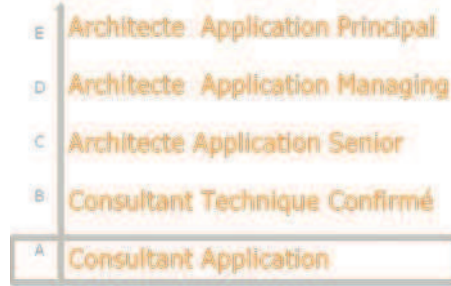 E Architecte Application Principal
D Architecte Application Managing
C Architecte Application Senior
B Consultant Technique Confirmé
A Consultant Application